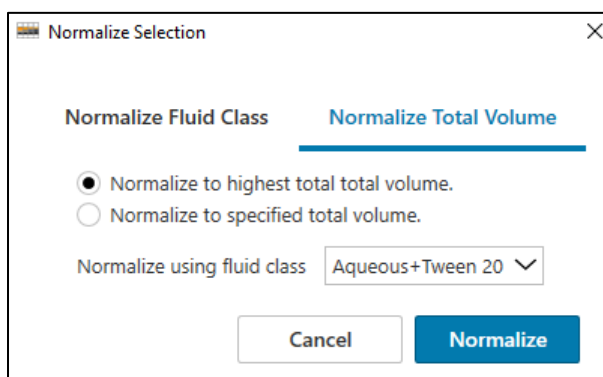 Normalize Selection
Normalize Fluid Class
Normalize Total Volume
Normalize to highest total total volume.
Normalize to specified total volume.
Normalize using fluid class
Aqueous+Tween 20
Cancel
Normalize